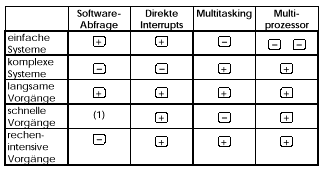 Software-Abfrage Direkte Interrupts Multitasking Multi-prozessor
einfache Systeme + + − − −
komplexe Systeme − − + +
langsame Vorgänge + + + +
schnelle Vorgänge (1) + − +
rechen-intensive Vorgänge − + + +